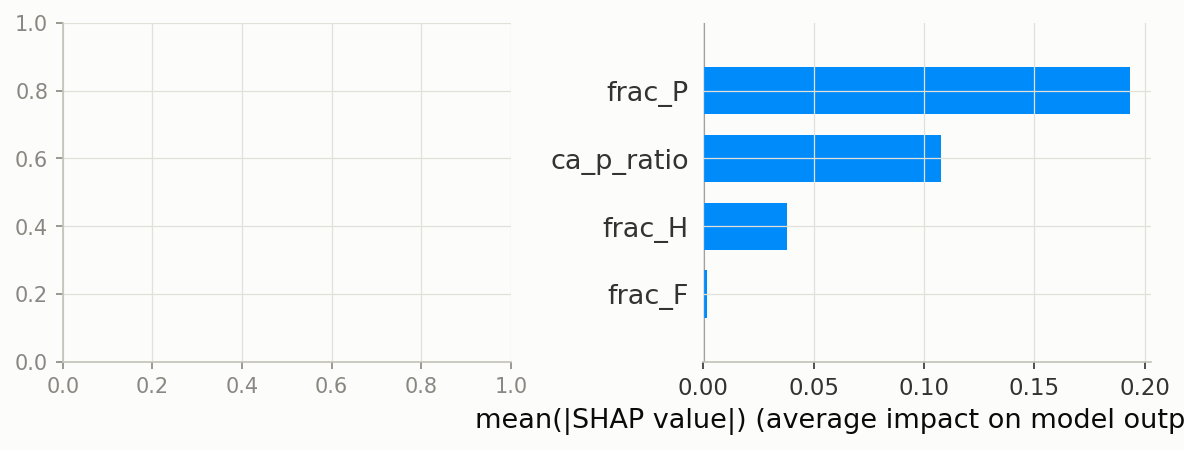 1.0
0.8
0.6
0.4
0.2
0.0
0.0 0.2 0.4 0.6 0.8 1.0
frac_P
ca_p_ratio
frac_H
frac_F
0.00 0.05 0.10 0.15 0.20
mean(|SHAP value|) (average impact on model outp